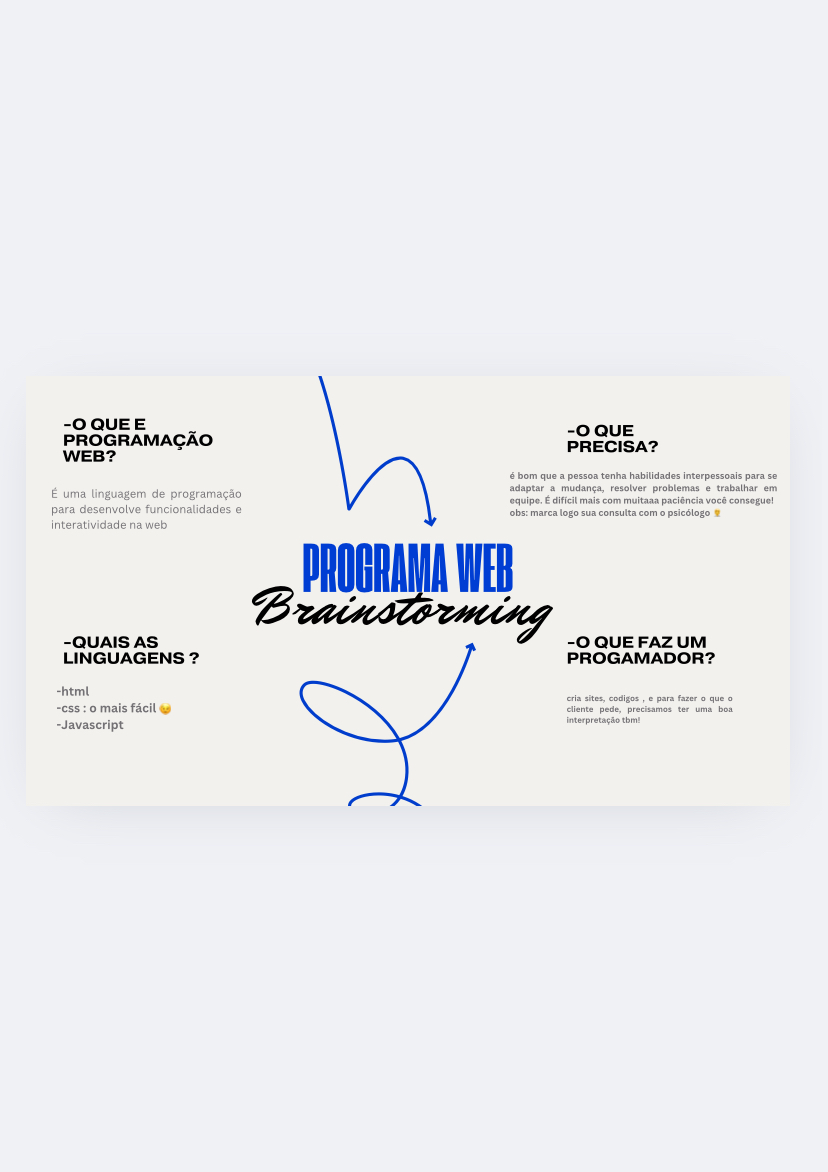 -O QUE E
PROGRAMAÇÃO
WEB?
É uma linguagem de programação
para desenvolve funcionalidades e
interatividade na web
-O QUE
PRECISA?
é bom que a pessoa tenha habilidades interpessoais para se
adaptar a mudança, resolver problemas e trabalhar em
equipe. É difícil mais com muitaaa paciência você consegue!
obs: marca logo sua consulta com o psicólogo
PROGRAMA WEB
Brainstorming
-QUAIS AS
LINGUAGENS ?
-html
-css : o mais fácil 
-Javascript
-O QUE FAZ UM
PROGAMADOR?
cria sites, codigos , e para fazer o que o
cliente pede, precisamos ter uma boa
interpretação tbm!